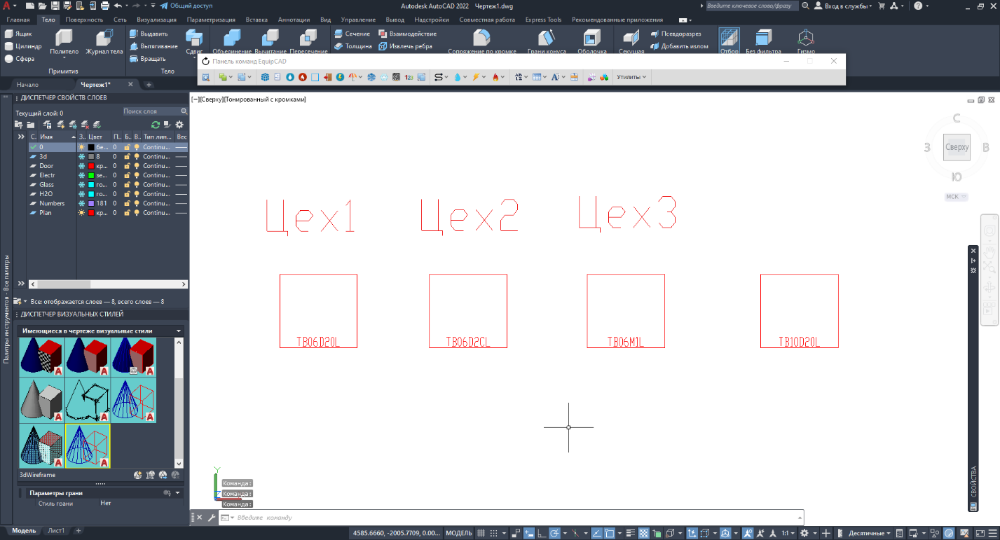 Общий доступ
Autodesk AutoCAD 2022 Чертеж1.dwg
Введите ключевое слово/фразу
Вход в службы
Главная Тело Поверхность Сеть Визуализация Параметризация Вставка Аннотации Вид Управление Вывод Надстройки Совместная работа Express Tools Рекомендованные приложения
Ящик
Цилиндр
Сфера
Политело
Журнал тела
Примитив
Выдавить
Вытягивание
Вращать
Сдвиг
Тело
Объединение
Вычитание
Пересечение
Сечение
Толщина
Взаимодействие
Извлечь ребра
Сопряжение по кромке
Грани конуса
Оболочка
Секущая
Псевдоразрез
Добавить излом
Отбор
Без фильтра
Гизмо
Панель команд EquipCAD
123
AB
12
Утилиты
Начало
Чертеж1*
ДИСПЕТЧЕР СВОЙСТВ СЛОЕВ
Текущий слой: 0
Поиск слоя
С. Имя З.. Цвет П.. Б.. В.. Тип лин... Вес
0 бе... 0 Continu...
3d 8 0 Continu...
Door кр... 0 Continu...
Electr зе... 0 Continu...
Glass го... 0 Continu...
H2O го... 0 Continu...
Numbers 181 0 Continu...
Plan кр... 0 Continu...
Все: отображается слоев — 8, всего слоев — 8
ДИСПЕТЧЕР ВИЗУАЛЬНЫХ СТИЛЕЙ
Имеющиеся в чертеже визуальные стили
3dWireframe
Параметры грани
Стиль грани Нет
Палитры инструментов - Все палитры
[−][Сверху][Тонированный с кромками]
С
З
Сверху
В
Ю
МСК
Цех1
Цех2
Цех3
TB06D20L
TB06D2CL
TB06M1L
TB10D20L
СВОЙСТВА
Y
Команда:
Команда:
Команда:
Введите команду
Модель
Лист1
4585.6660, -2005.7709, 0.00...
МОДЕЛЬ
1:1
Десятичные